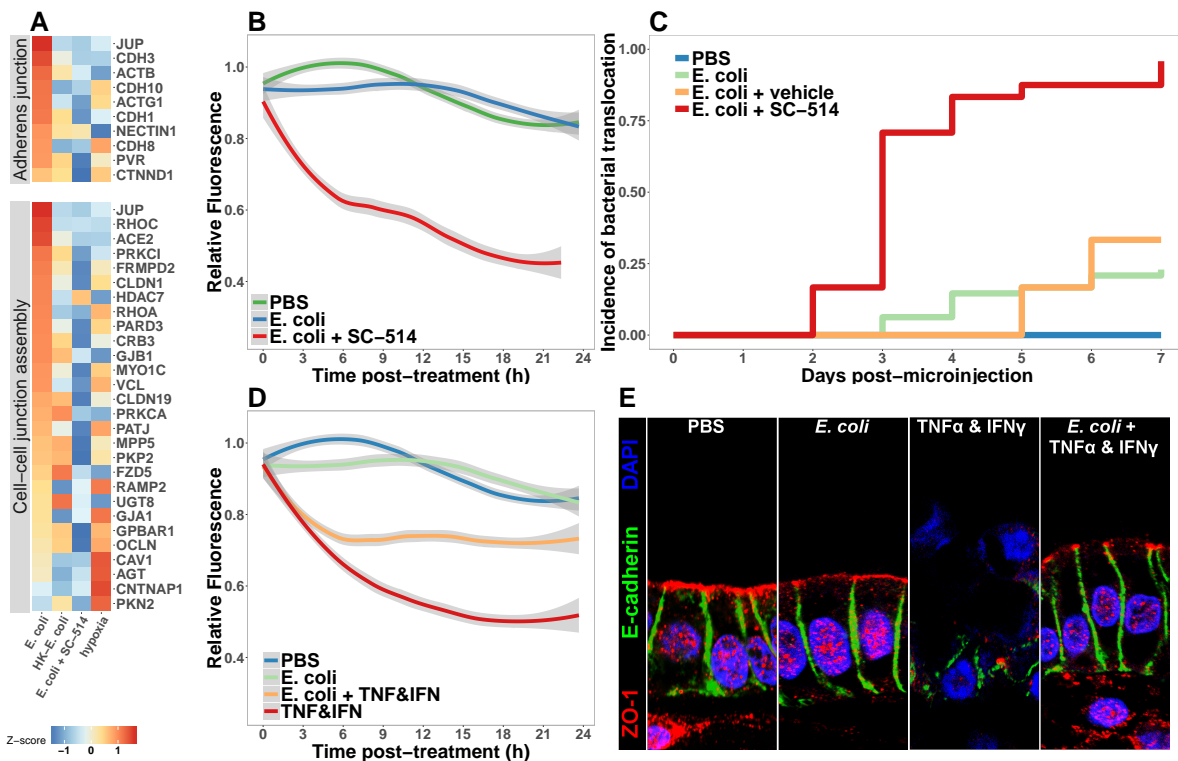 A
Adherens junction
JUP
CDH3
ACTB
CDH10
ACTG1
CDH1
NECTIN1
CDH8
PVR
CTNND1
Cell−cell junction assembly
JUP
RHOC
ACE2
PRKCI
FRMPD2
CLDN1
HDAC7
RHOA
PARD3
CRB3
GJB1
MYO1C
VCL
CLDN19
PRKCA
PATJ
MPP5
PKP2
FZD5
RAMP2
UGT8
GJA1
GPBAR1
OCLN
CAV1
AGT
CNTNAP1
PKN2
E. coli
HK−E. coli
E. coli + SC−514
hypoxia
Z−score
−1 0 1
B
Relative Fluorescence
1.0
0.8
0.6
0.4
PBS
E. coli
E. coli + SC−514
0 3 6 9 12 15 18 21 24
Time post−treatment (h)
C
Incidence of bacterial translocation
1.00
0.75
0.50
0.25
0.00
PBS
E. coli
E. coli + vehicle
E. coli + SC−514
0 1 2 3 4 5 6 7
Days post−microinjection
D
Relative Fluorescence
1.0
0.8
0.6
0.4
PBS
E. coli
E. coli + TNF&IFN
TNF&IFN
0 3 6 9 12 15 18 21 24
Time post−treatment (h)
E
ZO-1 E-cadherin DAPI
PBS
E. coli
TNFα & IFNγ
E. coli +
TNFα & IFNγ